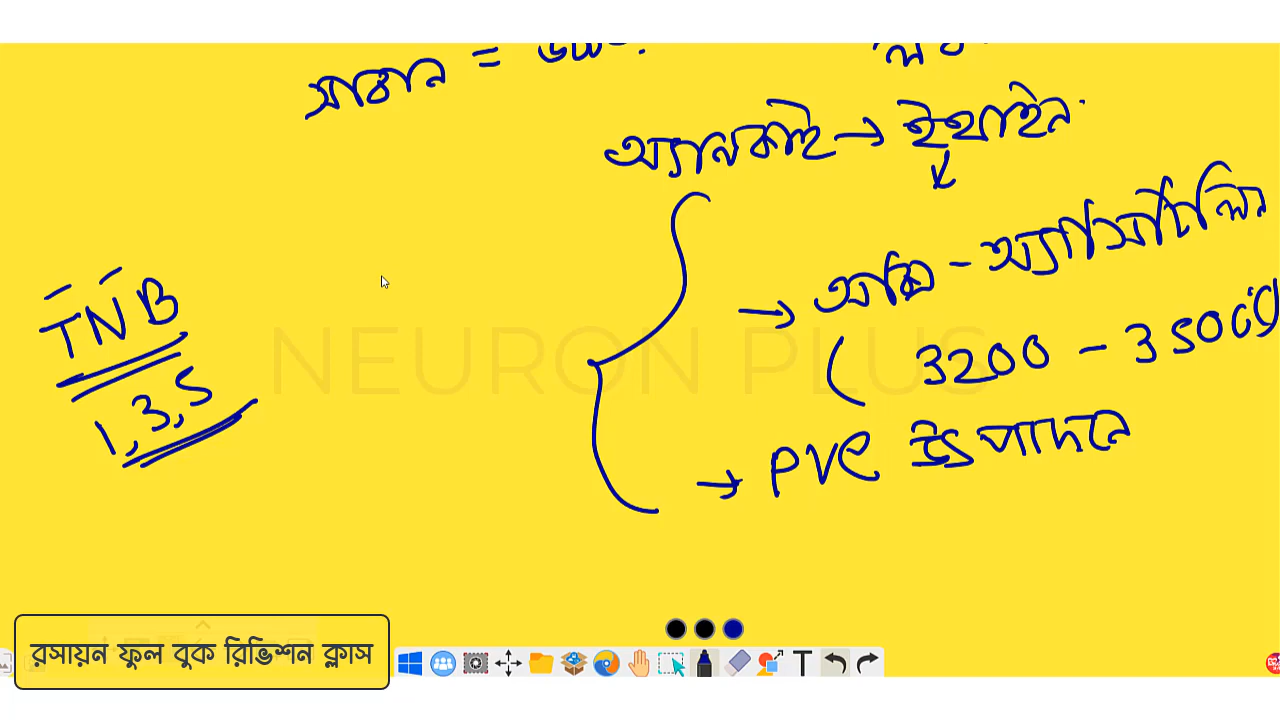 সাবান =
অ্যালকাইন → ইথাইন
→ অক্সি - অ্যাসিটিলিন
( 3200 - 3500°C)
→ PVC উৎপাদনে
TNB
1,3,5
NEURON PLUS
রসায়ন ফুল বুক রিভিশন ক্লাস
T